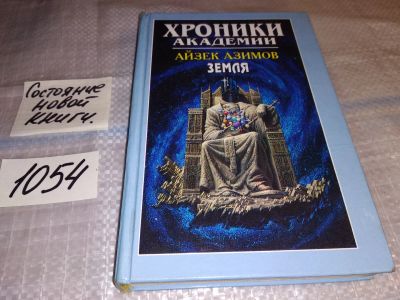 ХРОНИКИ
АКАДЕМИИ
АЙЗЕК АЗИМОВ
ЗЕМЛЯ
Состояние
новой
книги.
1054